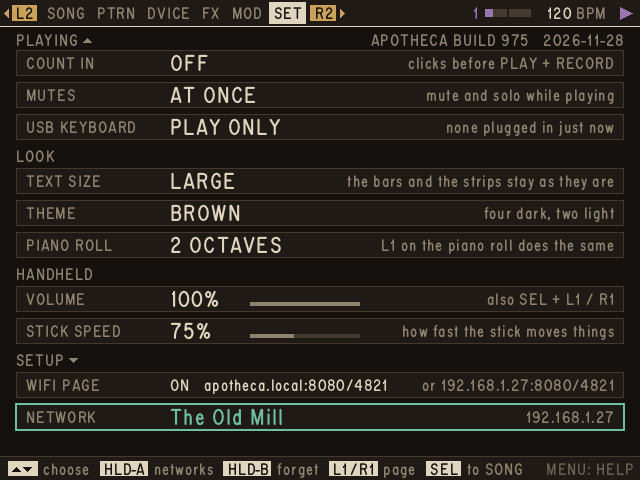 L2 SONG PTRN DVICE FX MOD SET R2 1 120 BPM
PLAYING APOTHECA BUILD 975 2026-11-28
COUNT IN OFF clicks before PLAY + RECORD
MUTES AT ONCE mute and solo while playing
USB KEYBOARD PLAY ONLY none plugged in just now
LOOK
TEXT SIZE LARGE the bars and the strips stay as they are
THEME BROWN four dark, two light
PIANO ROLL 2 OCTAVES L1 on the piano roll does the same
HANDHELD
VOLUME 100% also SEL + L1 / R1
STICK SPEED 75% how fast the stick moves things
SETUP
WIFI PAGE ON apotheca.local:8080/4821 or 192.168.1.27:8080/4821
NETWORK The Old Mill 192.168.1.27
choose HLD-A networks HLD-B forget L1/R1 page SEL to SONG MENU: HELP